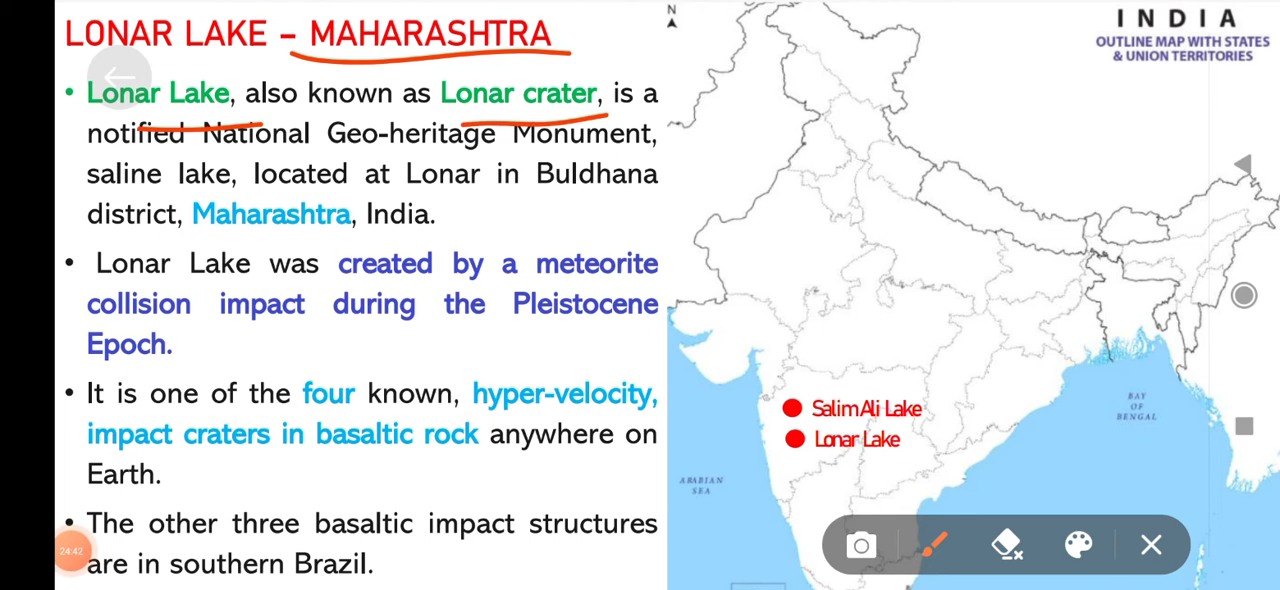 LONAR LAKE – MAHARASHTRA
• Lonar Lake, also known as Lonar crater, is a
notified National Geo-heritage Monument,
saline lake, located at Lonar in Buldhana
district, Maharashtra, India.
• Lonar Lake was created by a meteorite
collision impact during the Pleistocene
Epoch.
• It is one of the four known, hyper-velocity,
impact craters in basaltic rock anywhere on
Earth.
• The other three basaltic impact structures
are in southern Brazil.
24:42
N
INDIA
OUTLINE MAP WITH STATES
& UNION TERRITORIES
Salim Ali Lake
Lonar Lake
ARABIAN
SEA
BAY
OF
BENGAL